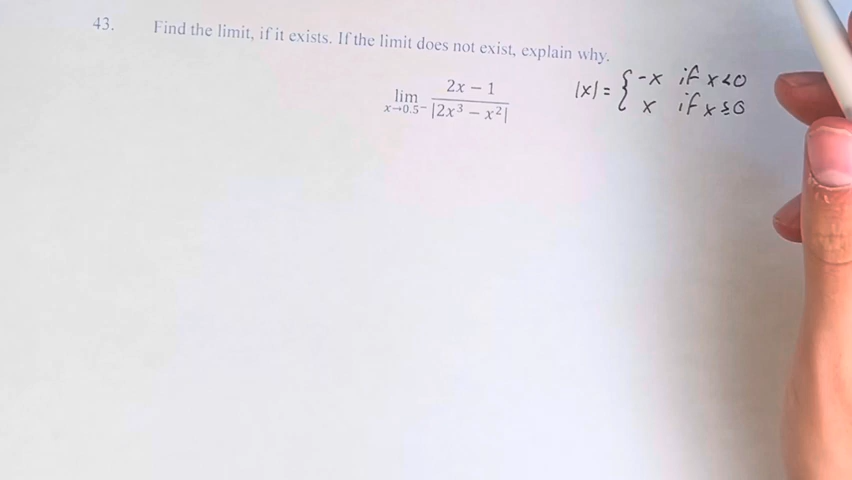 43. Find the limit, if it exists. If the limit does not exist, explain why.
lim x→0.5⁻ (2x − 1) / |2x³ − x²|
|x| = { -x if x<0
x if x≥0